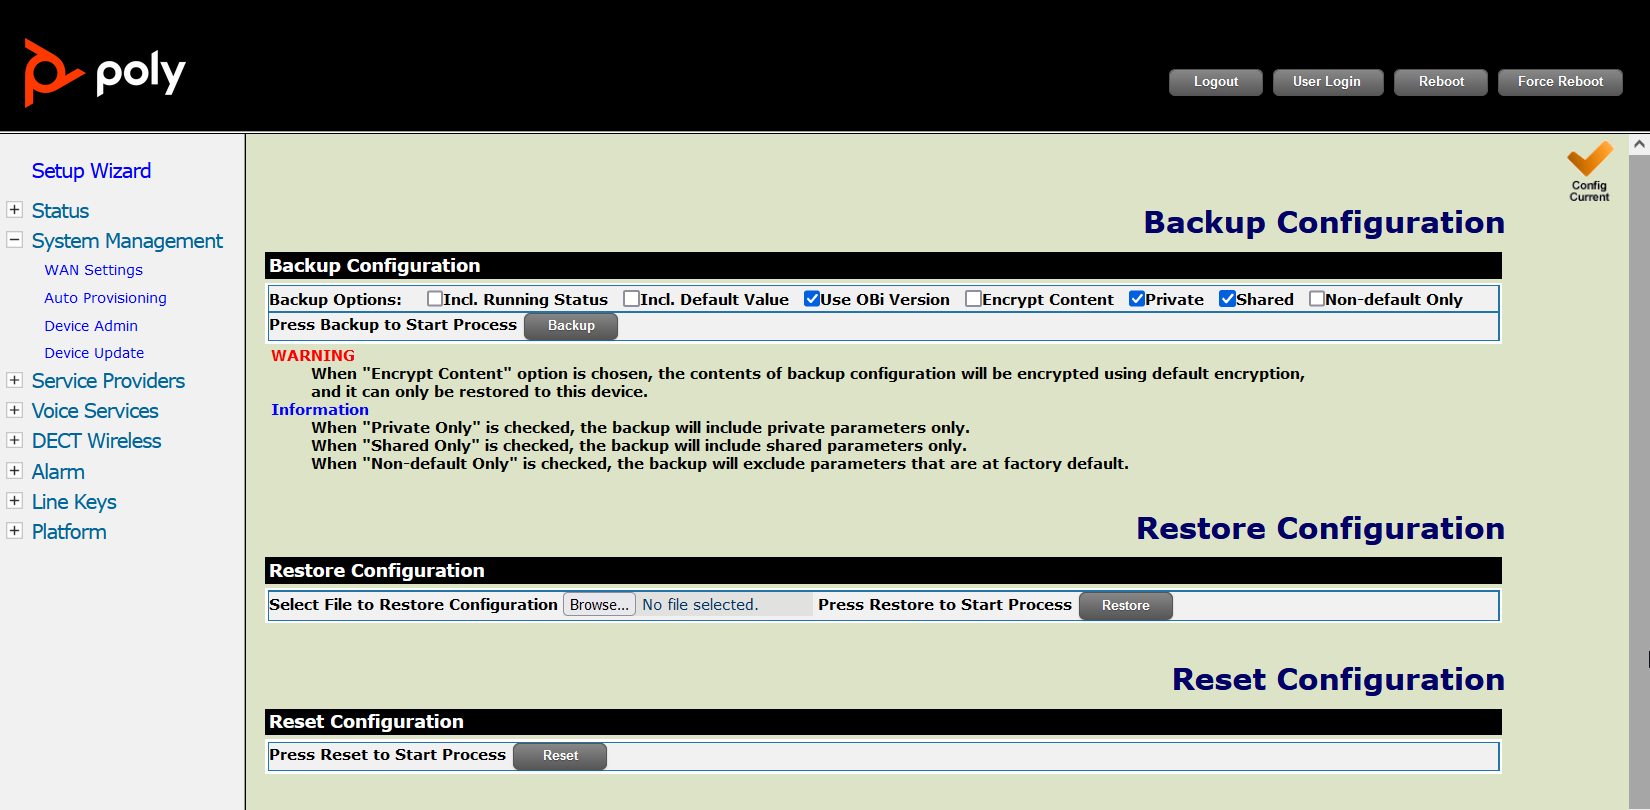 poly
Logout User Login Reboot Force Reboot
Setup Wizard
Status
System Management
WAN Settings
Auto Provisioning
Device Admin
Device Update
Service Providers
Voice Services
DECT Wireless
Alarm
Line Keys
Platform
Config
Current
Backup Configuration
Backup Configuration
Backup Options: Incl. Running Status Incl. Default Value Use OBi Version Encrypt Content Private Shared Non-default Only
Press Backup to Start Process Backup
WARNING
When "Encrypt Content" option is chosen, the contents of backup configuration will be encrypted using default encryption,
and it can only be restored to this device.
Information
When "Private Only" is checked, the backup will include private parameters only.
When "Shared Only" is checked, the backup will include shared parameters only.
When "Non-default Only" is checked, the backup will exclude parameters that are at factory default.
Restore Configuration
Restore Configuration
Select File to Restore Configuration Browse... No file selected. Press Restore to Start Process Restore
Reset Configuration
Reset Configuration
Press Reset to Start Process Reset